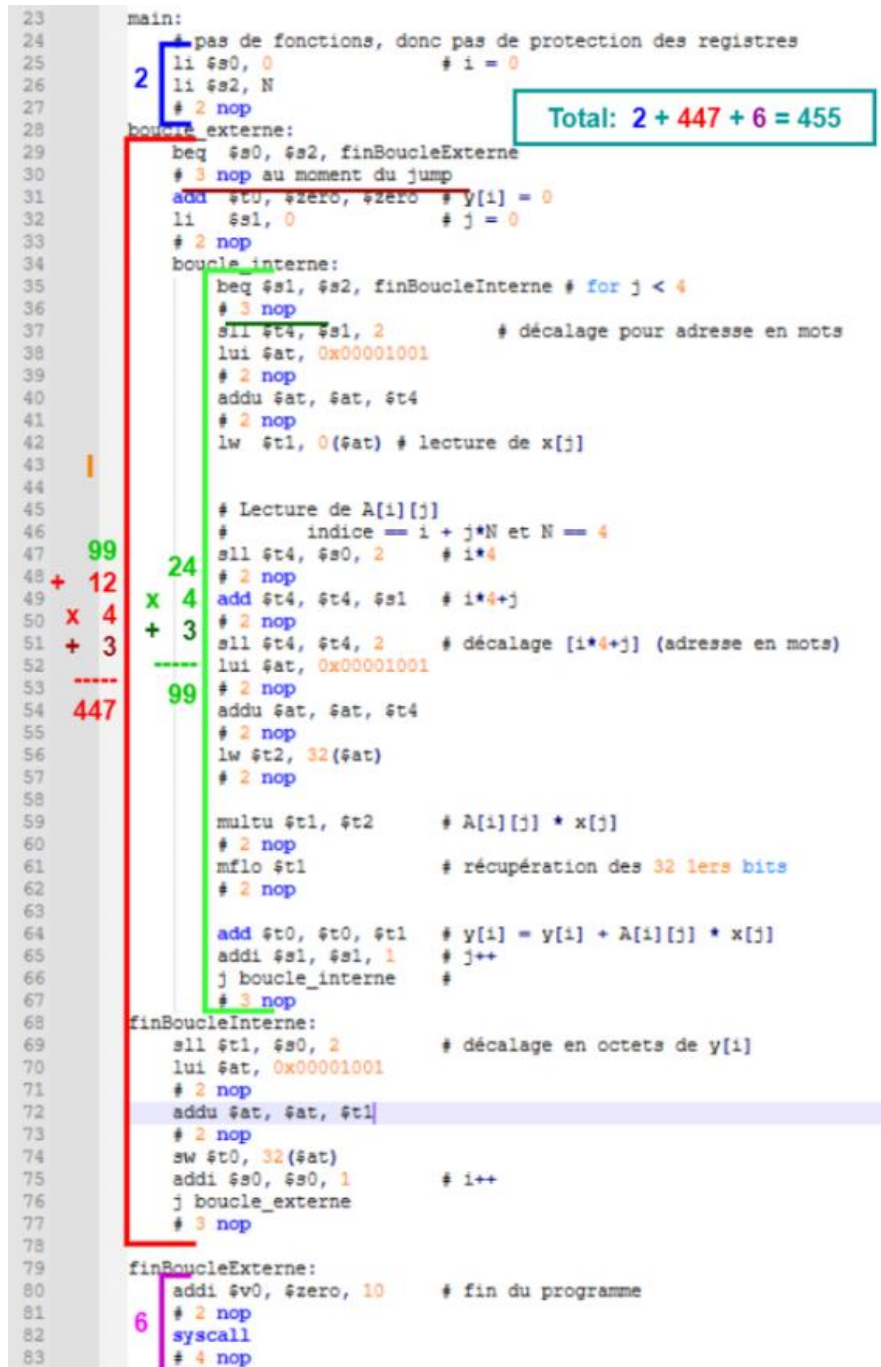 23 main:
24 # pas de fonctions, donc pas de protection des registres
25 li $s0, 0 # i = 0
26 li $s2, N
27 # 2 nop
2
Total: 2 + 447 + 6 = 455
28 boucle_externe:
29 beq $s0, $s2, finBoucleExterne
30 # 3 nop au moment du jump
31 add $t0, $zero, $zero # y[i] = 0
32 li $s1, 0 # j = 0
33 # 2 nop
34 boucle_interne:
35 beq $s1, $s2, finBoucleInterne # for j < 4
36 # 3 nop
37 sll $t4, $s1, 2 # décalage pour adresse en mots
38 lui $at, 0x00001001
39 # 2 nop
40 addu $at, $at, $t4
41 # 2 nop
42 lw $t1, 0($at) # lecture de x[j]
43
44
45 # Lecture de A[i][j]
46 # indice == i + j*N et N == 4
47 sll $t4, $s0, 2 # i*4
48 # 2 nop
49 add $t4, $t4, $s1 # i*4+j
50 # 2 nop
51 sll $t4, $t4, 2 # décalage [i*4+j] (adresse en mots)
52 lui $at, 0x00001001
53 # 2 nop
54 addu $at, $at, $t4
55 # 2 nop
56 lw $t2, 32($at)
57 # 2 nop
58
59 multu $t1, $t2 # A[i][j] * x[j]
60 # 2 nop
61 mflo $t1 # récupération des 32 1ers bits
62 # 2 nop
63
64 add $t0, $t0, $t1 # y[i] = y[i] + A[i][j] * x[j]
65 addi $s1, $s1, 1 # j++
66 j boucle_interne #
67 # 3 nop
99
+ 12
x 4
+ 3
-----
447
24
x 4
+ 3
-----
99
68 finBoucleInterne:
69 sll $t1, $s0, 2 # décalage en octets de y[i]
70 lui $at, 0x00001001
71 # 2 nop
72 addu $at, $at, $t1
73 # 2 nop
74 sw $t0, 32($at)
75 addi $s0, $s0, 1 # i++
76 j boucle_externe
77 # 3 nop
78
79 finBoucleExterne:
80 addi $v0, $zero, 10 # fin du programme
81 # 2 nop
82 syscall
83 # 4 nop
6